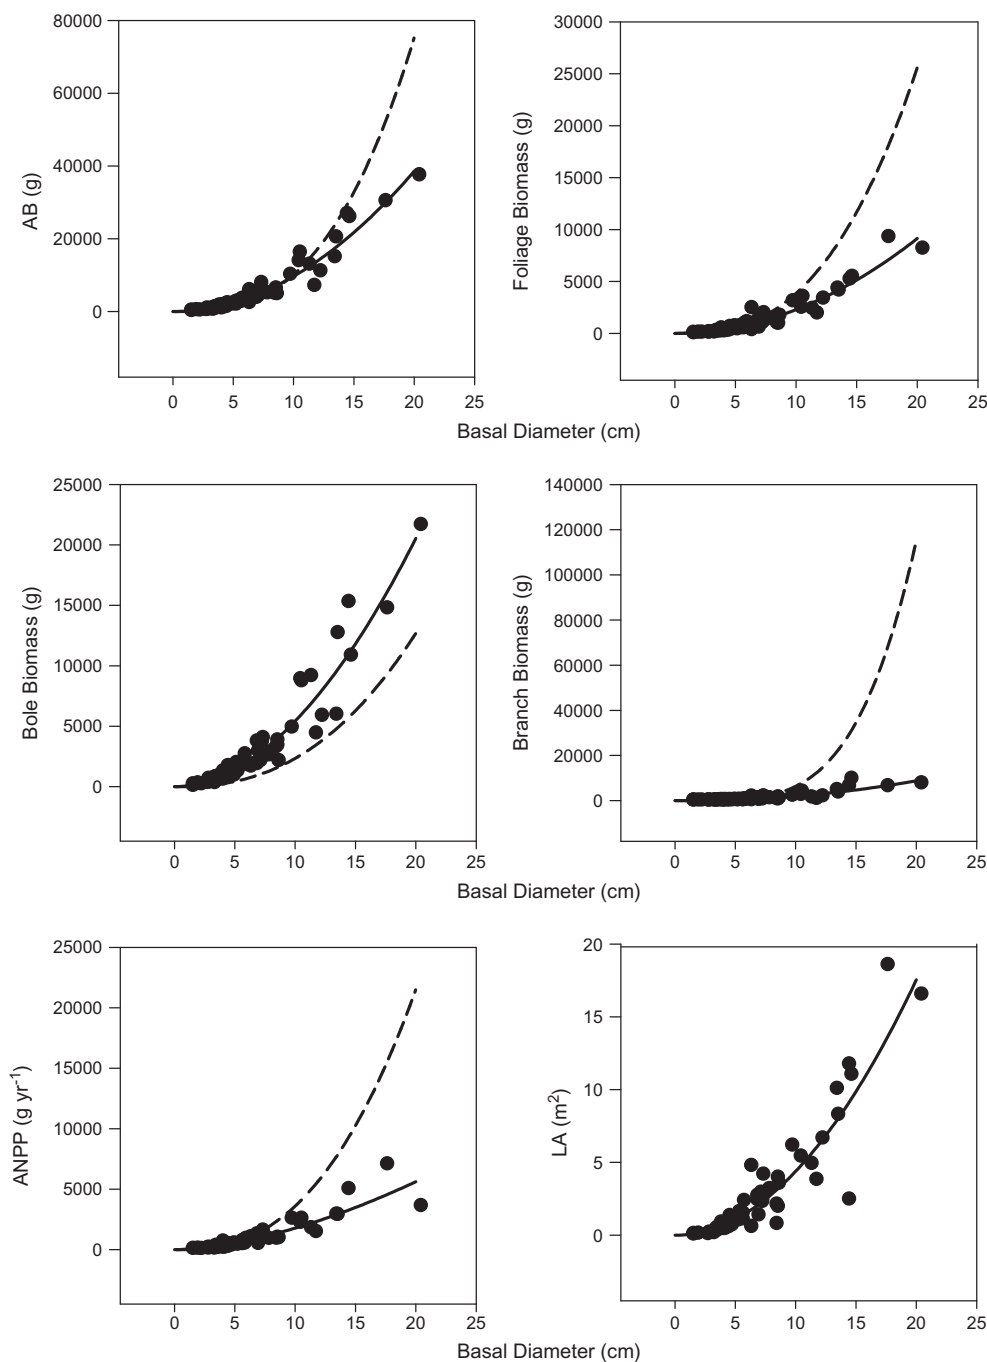 80000
60000
40000
20000
0
AB (g)
0 5 10 15 20 25
30000
25000
20000
15000
10000
5000
0
Foliage Biomass (g)
0 5 10 15 20 25
Basal Diameter (cm)
25000
20000
15000
10000
5000
0
Bole Biomass (g)
0 5 10 15 20 25
140000
120000
100000
80000
60000
40000
20000
0
Branch Biomass (g)
0 5 10 15 20 25
Basal Diameter (cm)
25000
20000
15000
10000
5000
0
ANPP (g yr⁻¹)
0 5 10 15 20 25
20
15
10
5
0
LA (m²)
0 5 10 15 20 25
Basal Diameter (cm)